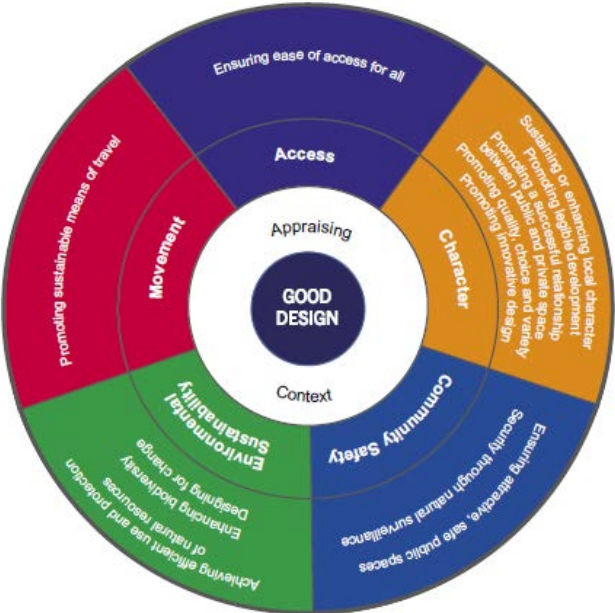 Ensuring ease of access for all
Access
Sustaining or enhancing local character
Promoting legible development
Promoting a successful relationship
between public and private space
Promoting quality, choice and variety
Promoting innovative design
Character
Community Safety
Ensuring attractive, safe public spaces
Security through natural surveillance
Environmental
Sustainability
Achieving efficient use and protection
of natural resources
Enhancing biodiversity
Designing for change
Movement
Promoting sustainable means of travel
Appraising
GOOD
DESIGN
Context